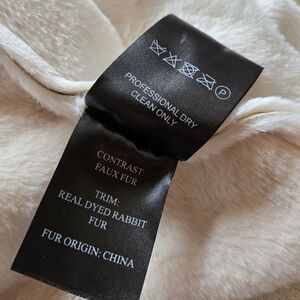 P
PROFESSIONAL DRY
CLEAN ONLY
CONTRAST:
FAUX FUR
TRIM:
REAL DYED RABBIT
FUR
FUR ORIGIN: CHINA